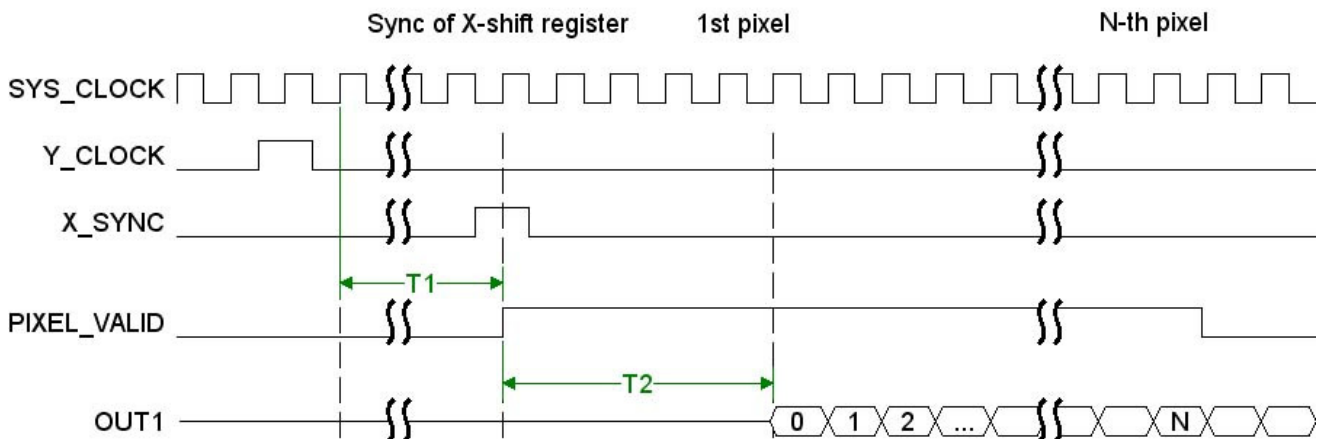 Sync of X-shift register 1st pixel N-th pixel
SYS_CLOCK
Y_CLOCK
X_SYNC
T1
PIXEL_VALID
T2
OUT1 0 1 2 ... N